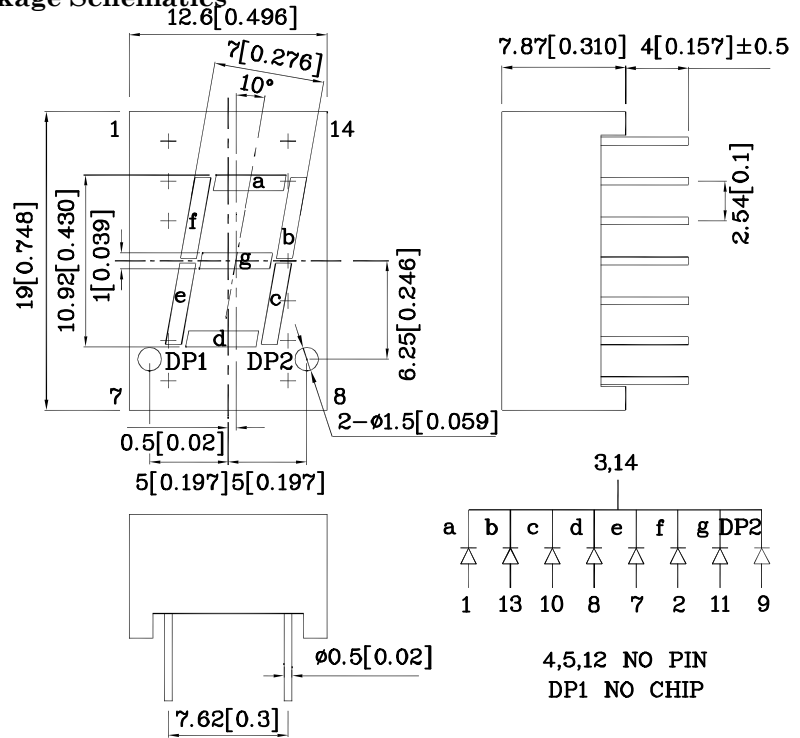 kage Schematics
12.6[0.496]
7[0.276]
10°
1
14
19[0.748]
10.92[0.430]
1[0.039]
a
f
b
g
e
c
d
DP1
DP2
7
8
6.25[0.246]
2-ø1.5[0.059]
0.5[0.02]
5[0.197]
5[0.197]
7.87[0.310]
4[0.157]±0.5
2.54[0.1]
ø0.5[0.02]
7.62[0.3]
3,14
a b c d e f g DP2
1 13 10 8 7 2 11 9
4,5,12 NO PIN
DP1 NO CHIP